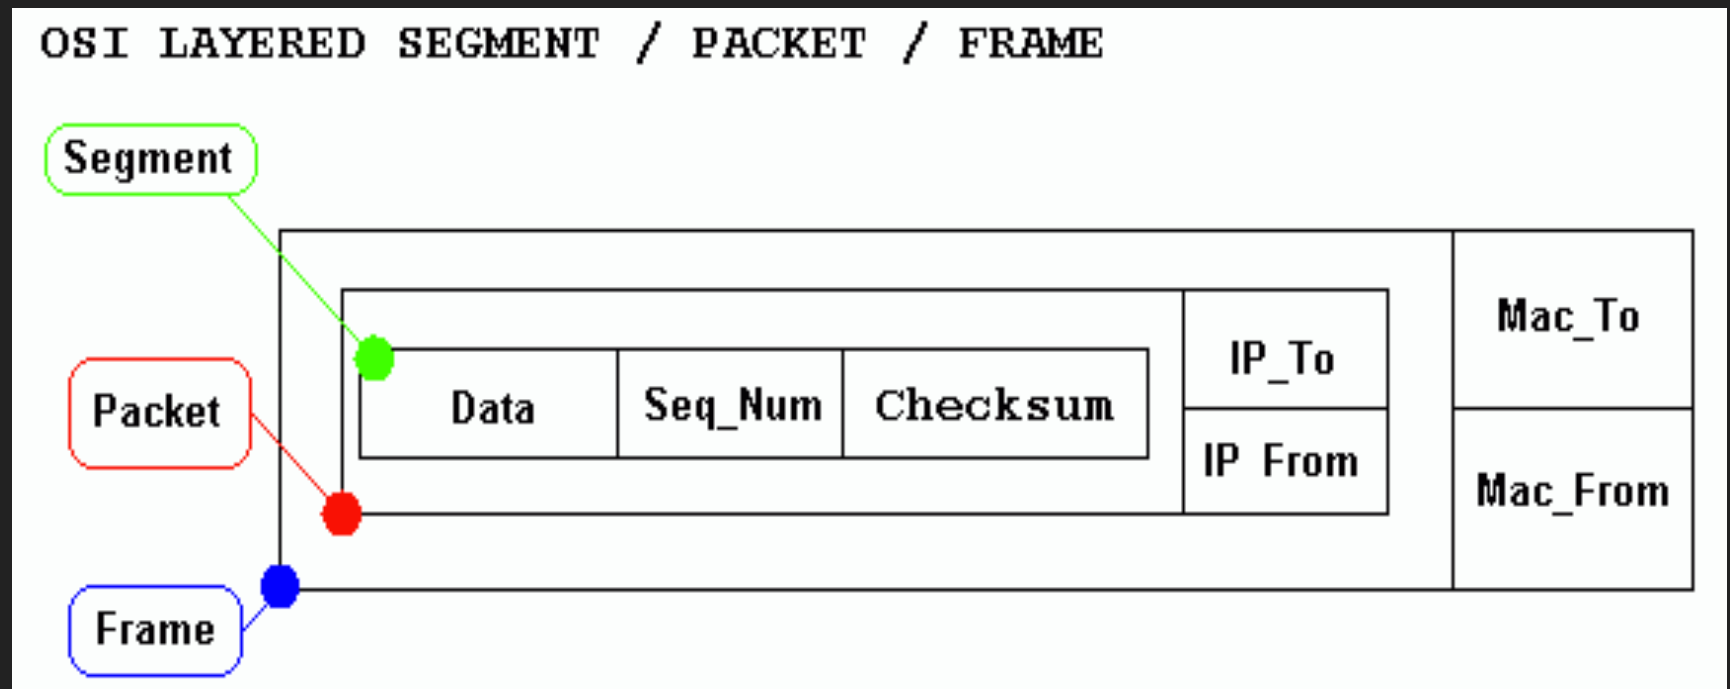 OSI LAYERED SEGMENT / PACKET / FRAME
Segment
Packet
Frame
Data
Seq_Num
Checksum
IP_To
IP From
Mac_To
Mac_From